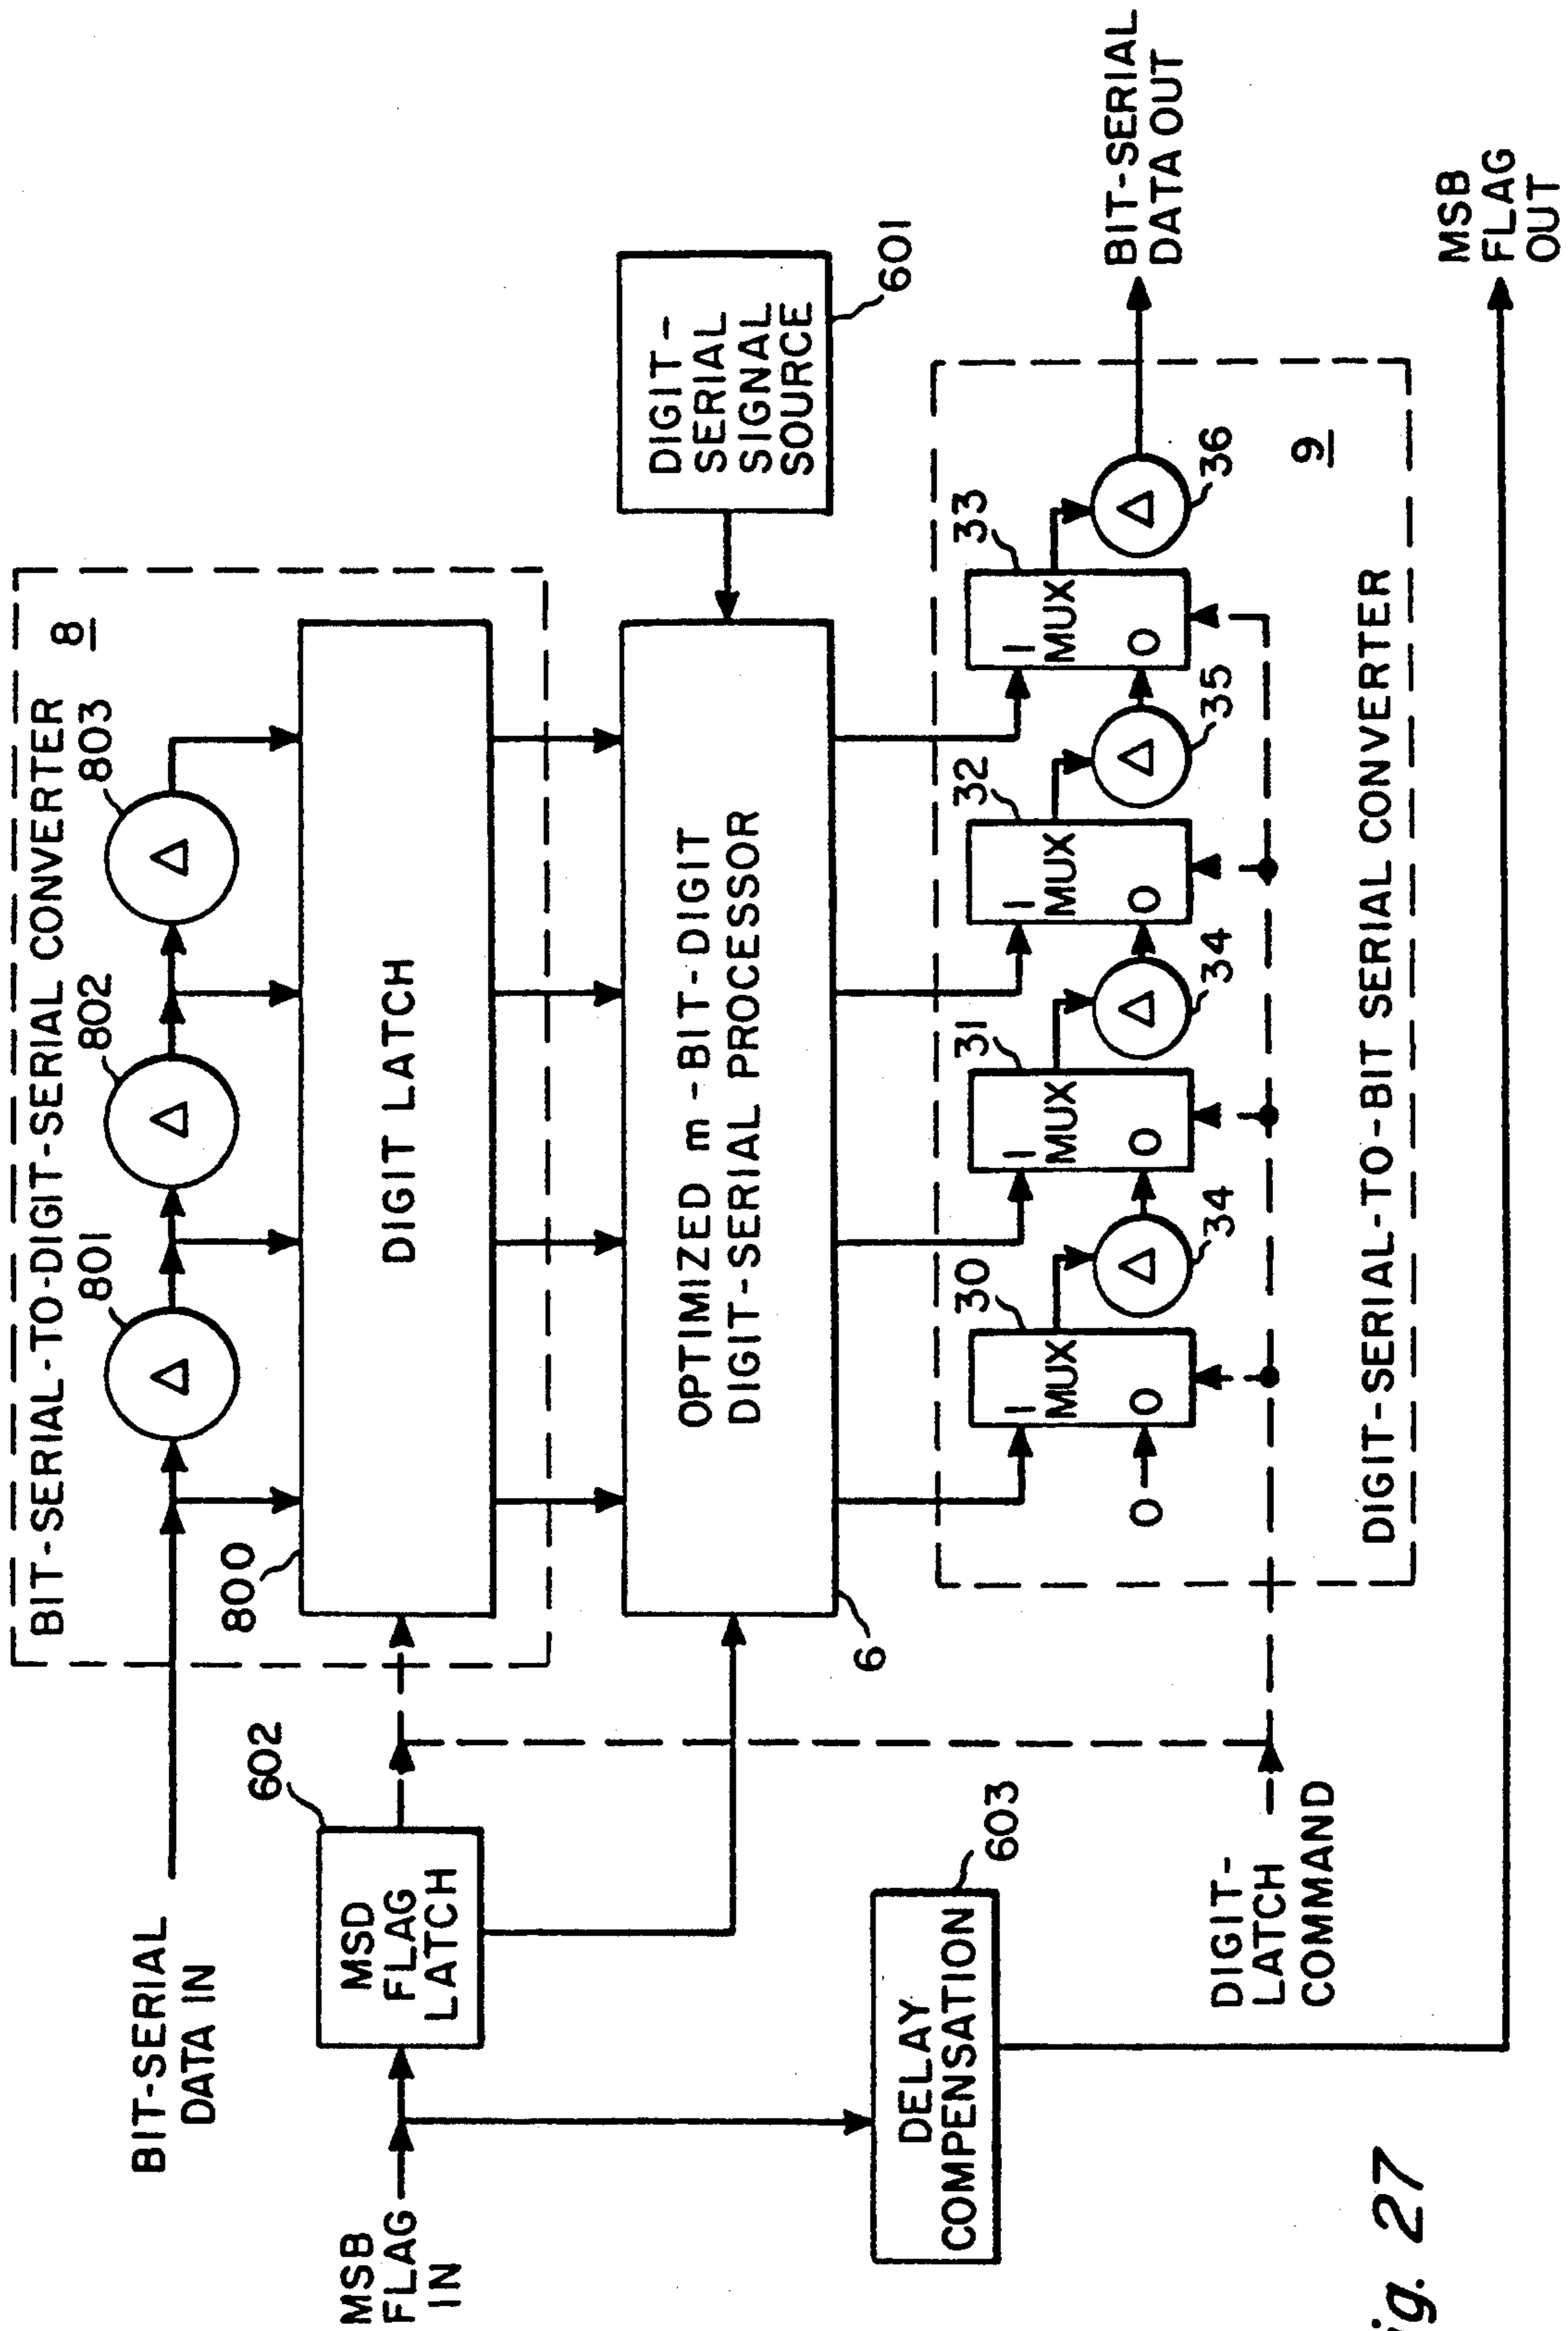 BIT-SERIAL-TO-DIGIT-SERIAL CONVERTER
8
801
802
803
Δ
Δ
Δ
BIT-SERIAL
DATA IN
800
DIGIT LATCH
MSB
FLAG
IN
602
MSD
FLAG
LATCH
OPTIMIZED m-BIT-DIGIT
DIGIT-SERIAL PROCESSOR
6
DIGIT-
SERIAL
SIGNAL
SOURCE
601
DELAY
COMPENSATION
603
30
31
32
33
1
MUX
0
1
MUX
0
1
MUX
0
1
MUX
0
0
Δ
Δ
Δ
Δ
34
34
35
36
9
BIT-SERIAL
DATA OUT
DIGIT-
LATCH
COMMAND
DIGIT-SERIAL-TO-BIT SERIAL CONVERTER
MSB
FLAG
OUT
ig. 27